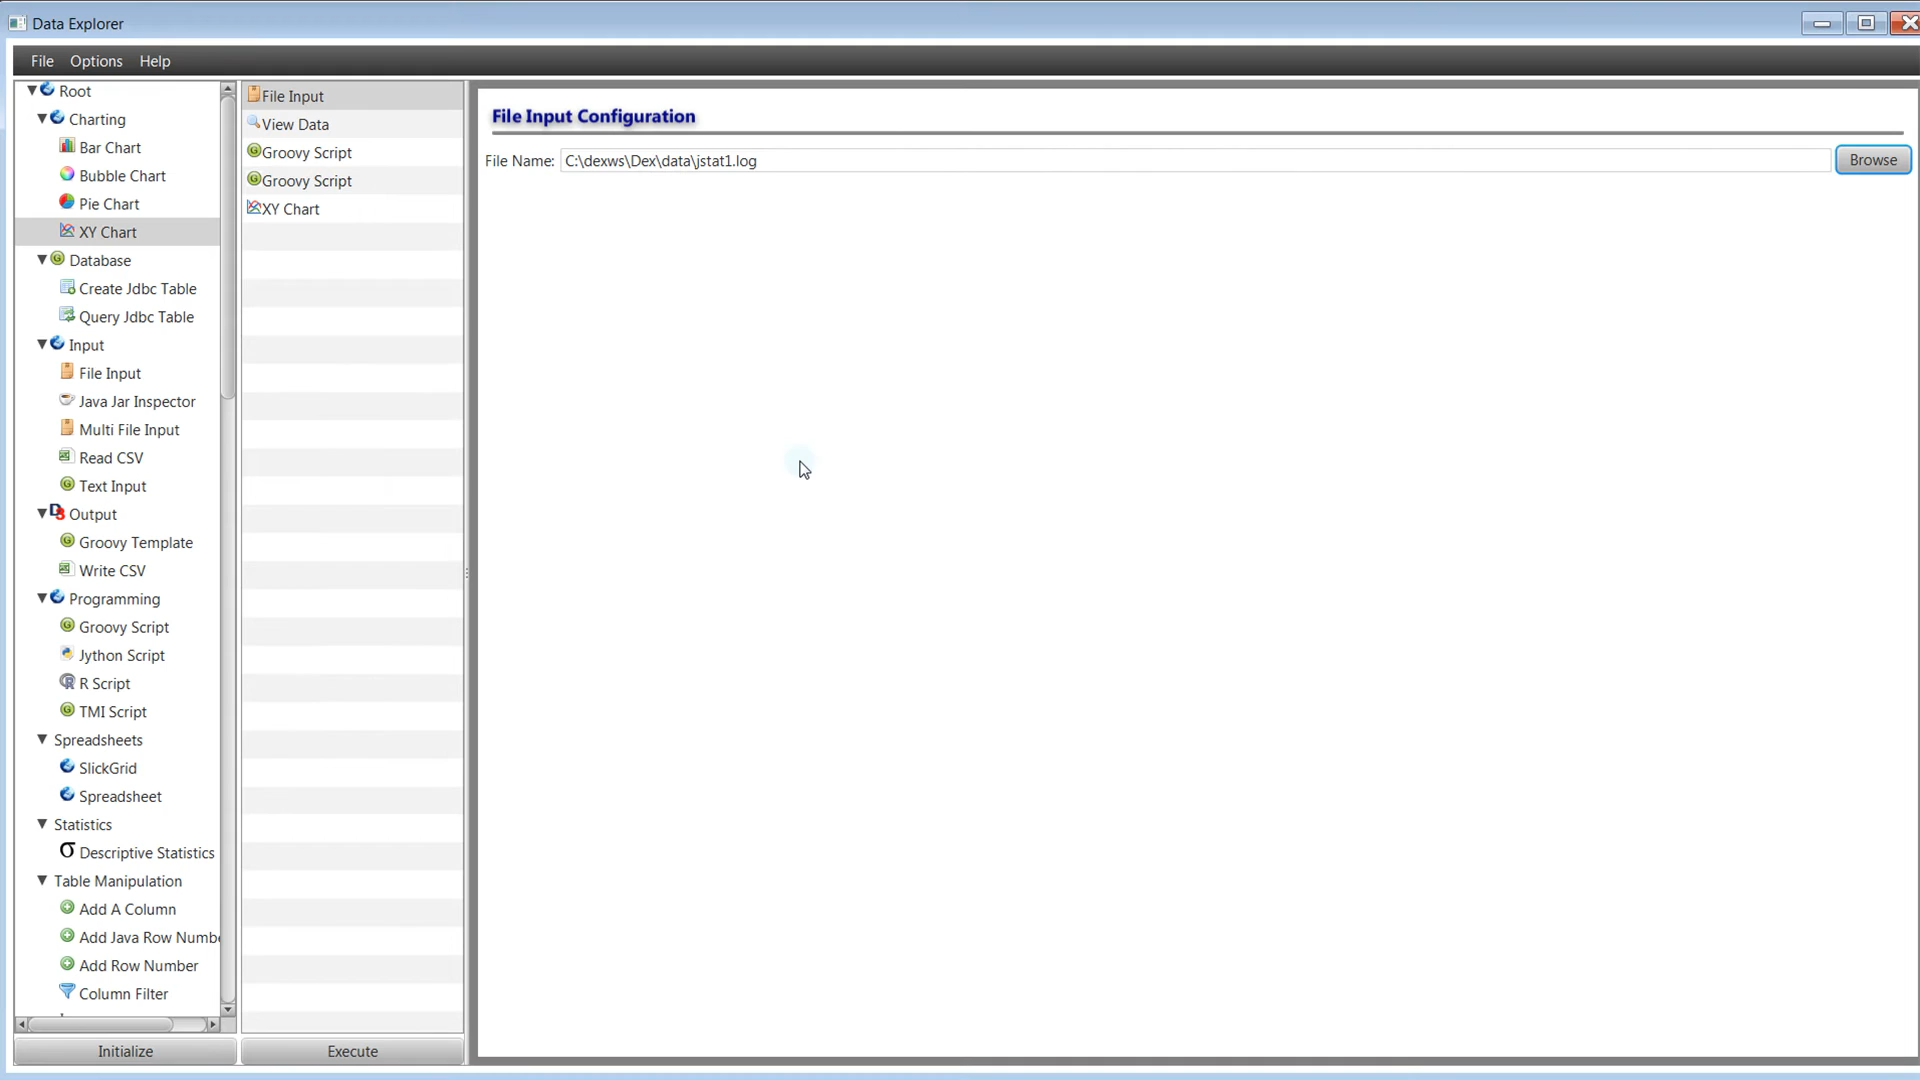 Data Explorer
File Options Help
Root
Charting
Bar Chart
Bubble Chart
Pie Chart
XY Chart
Database
Create Jdbc Table
Query Jdbc Table
Input
File Input
Java Jar Inspector
Multi File Input
Read CSV
Text Input
Output
Groovy Template
Write CSV
Programming
Groovy Script
Jython Script
R Script
TMI Script
Spreadsheets
SlickGrid
Spreadsheet
Statistics
σ Descriptive Statistics
Table Manipulation
Add A Column
Add Java Row Numbe
Add Row Number
Column Filter
Initialize
File Input
View Data
Groovy Script
Groovy Script
XY Chart
Execute
File Input Configuration
File Name: C:\dexws\Dex\data\jstat1.log Browse